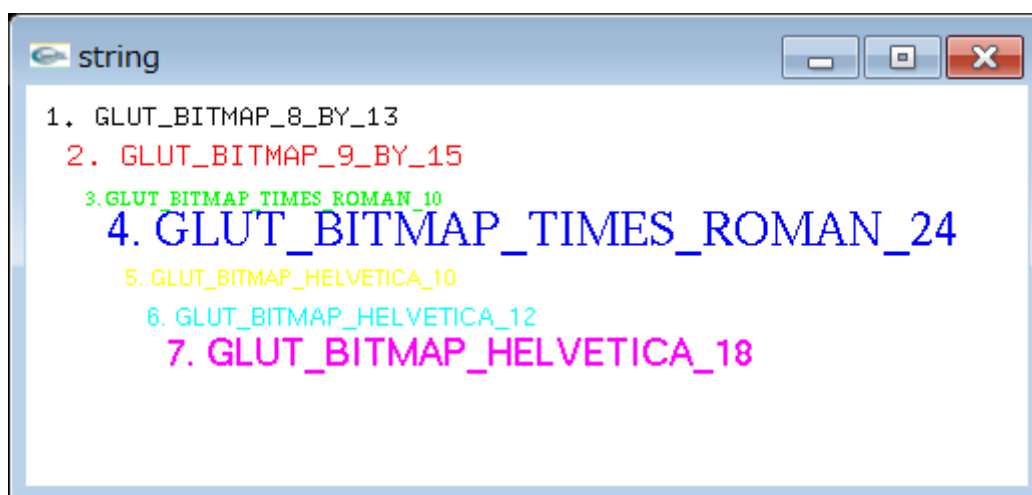 string
1. GLUT_BITMAP_8_BY_13
2. GLUT_BITMAP_9_BY_15
3. GLUT_BITMAP_TIMES_ROMAN_10
4. GLUT_BITMAP_TIMES_ROMAN_24
5. GLUT_BITMAP_HELVETICA_10
6. GLUT_BITMAP_HELVETICA_12
7. GLUT_BITMAP_HELVETICA_18